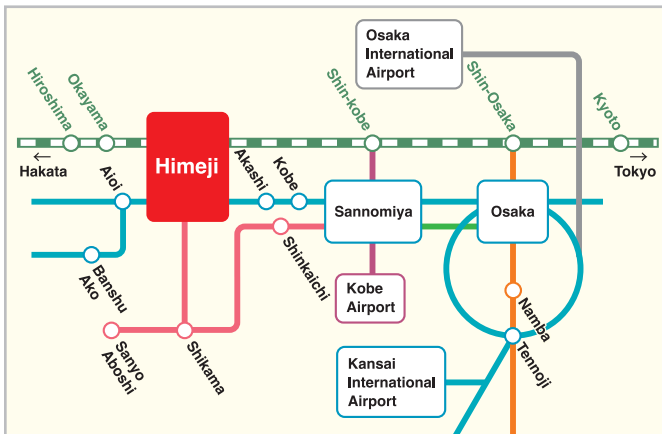 Osaka
International
Airport
Hiroshima
Okayama
Shin-kobe
Shin-Osaka
Kyoto
←
Hakata
→
Tokyo
Himeji
Aioi
Akashi
Kobe
Sannomiya
Osaka
Shinkaichi
Banshu
Ako
Kobe
Airport
Namba
Sanyo
Aboshi
Shikama
Tennoji
Kansai
International
Airport